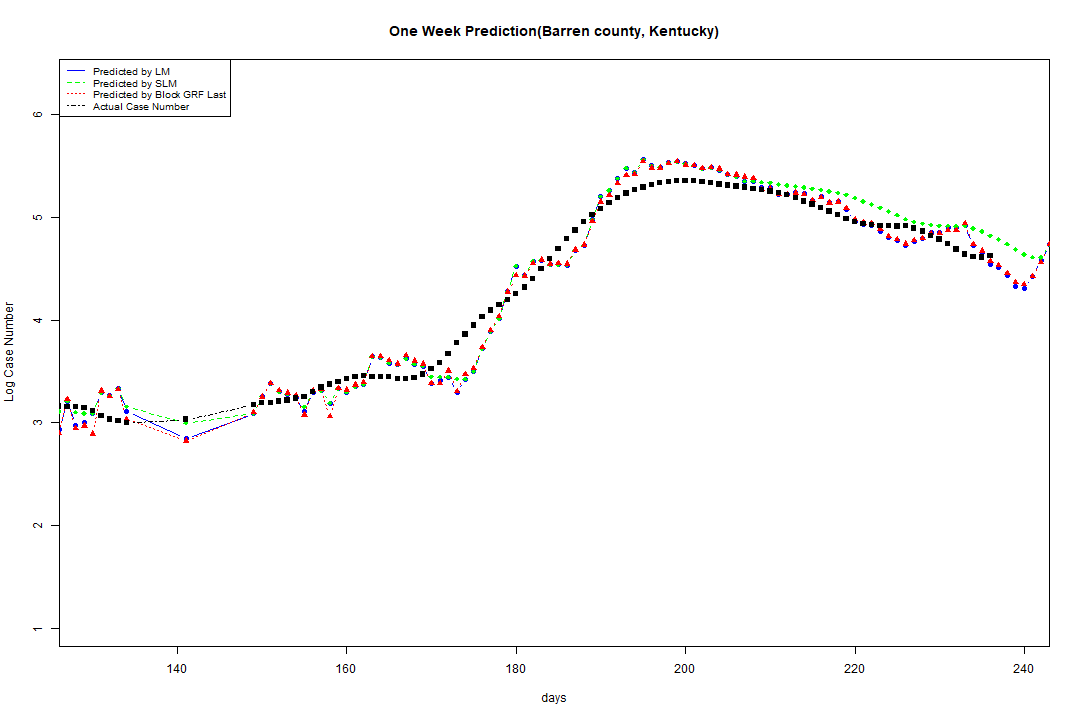 One Week Prediction(Barren county, Kentucky)
Predicted by LM
Predicted by SLM
Predicted by Block GRF Last
Actual Case Number
Log Case Number
6
5
4
3
2
1
140 160 180 200 220 240
days